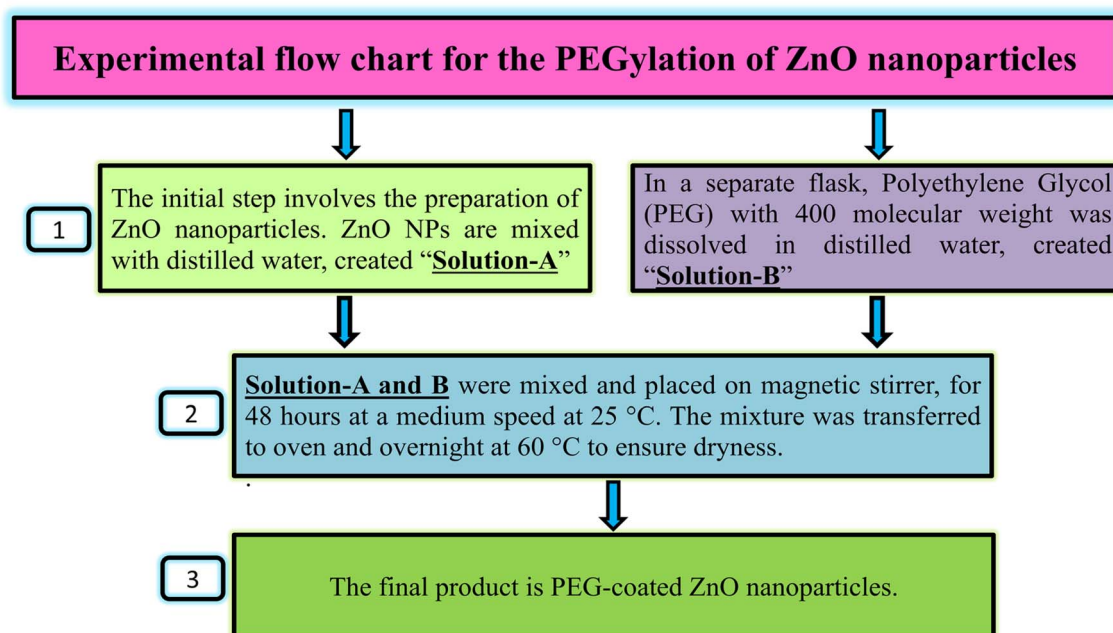 Experimental flow chart for the PEGylation of ZnO nanoparticles
1
The initial step involves the preparation of
ZnO nanoparticles. ZnO NPs are mixed
with distilled water, created “Solution-A”
In a separate flask, Polyethylene Glycol
(PEG) with 400 molecular weight was
dissolved in distilled water, created
“Solution-B”
2
Solution-A and B were mixed and placed on magnetic stirrer, for
48 hours at a medium speed at 25 °C. The mixture was transferred
to oven and overnight at 60 °C to ensure dryness.
.
3
The final product is PEG-coated ZnO nanoparticles.